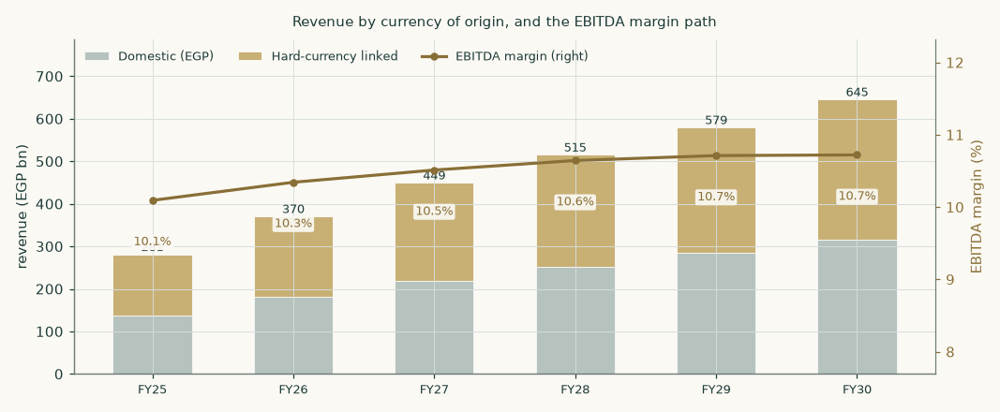 Revenue by currency of origin, and the EBITDA margin path
Domestic (EGP)
Hard-currency linked
EBITDA margin (right)
revenue (EGP bn)
700
600
500
400
300
200
100
0
370
449
515
579
645
10.1%
10.3%
10.5%
10.6%
10.7%
10.7%
FY25
FY26
FY27
FY28
FY29
FY30
12
11
10
9
8
EBITDA margin (%)